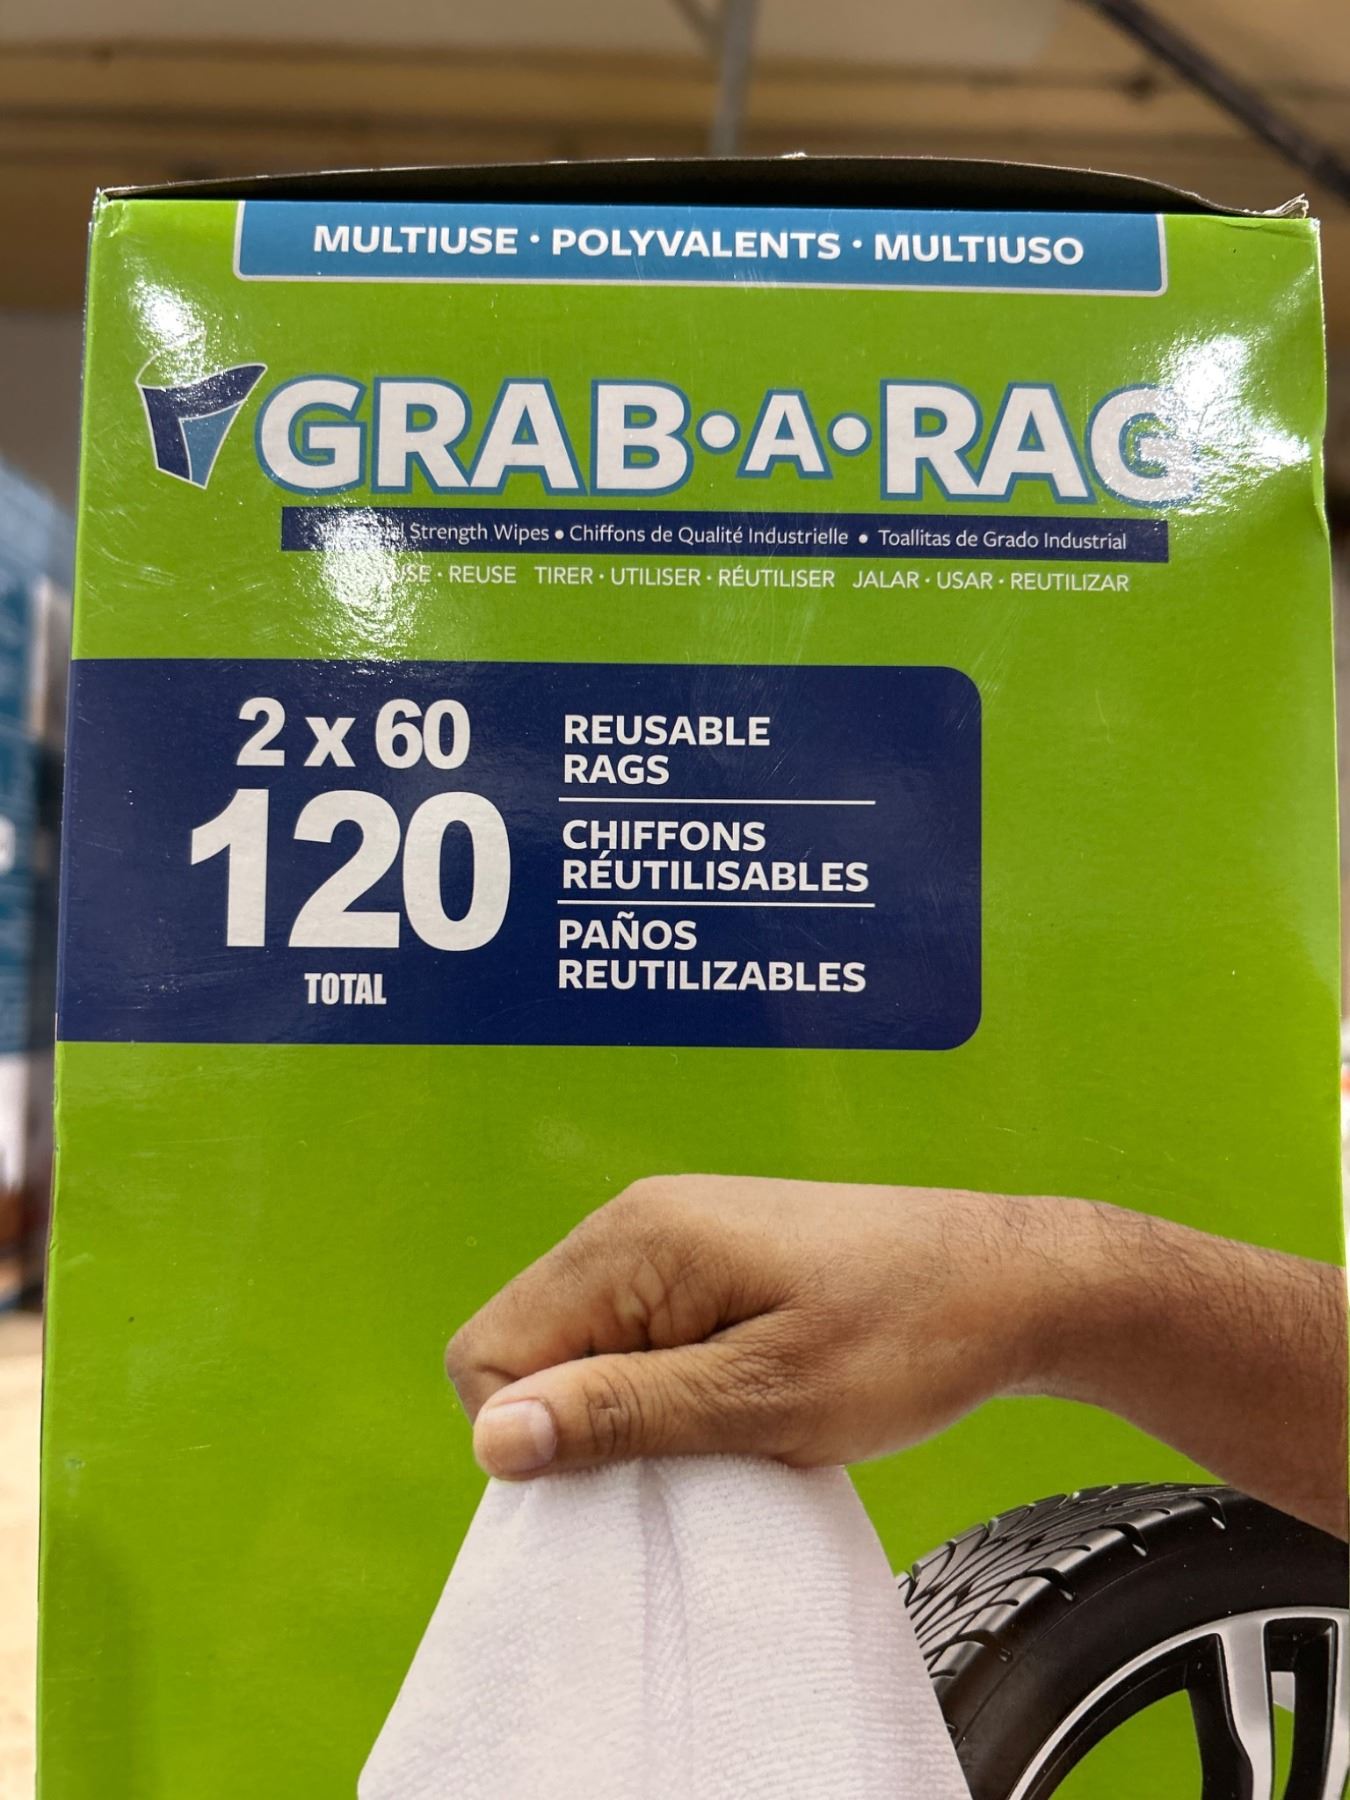 MULTIUSE · POLYVALENTS · MULTIUSO
GRAB•A•RAG
Strength Wipes • Chiffons de Qualité Industrielle • Toallitas de Grado Industrial
REUSE TIRER · UTILISER · RÉUTILISER JALAR · USAR · REUTILIZAR
2 x 60
120
TOTAL
REUSABLE
RAGS
CHIFFONS
RÉUTILISABLES
PAÑOS
REUTILIZABLES